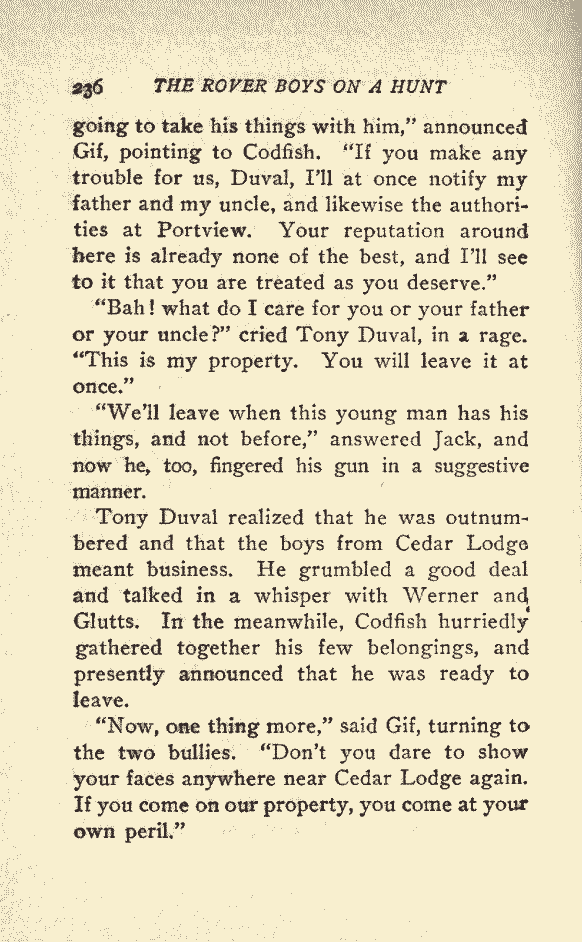 236 THE ROVER BOYS ON A HUNT
going to take his things with him,” announced
Gif, pointing to Codfish. “If you make any
trouble for us, Duval, I’ll at once notify my
father and my uncle, and likewise the authori-
ties at Portview. Your reputation around
here is already none of the best, and I’ll see
to it that you are treated as you deserve.”
“Bah! what do I care for you or your father
or your uncle?” cried Tony Duval, in a rage.
“This is my property. You will leave it at
once.”
“We’ll leave when this young man has his
things, and not before,” answered Jack, and
now he, too, fingered his gun in a suggestive
manner.
Tony Duval realized that he was outnum-
bered and that the boys from Cedar Lodge
meant business. He grumbled a good deal
and talked in a whisper with Werner and
Glutts. In the meanwhile, Codfish hurriedly
gathered together his few belongings, and
presently announced that he was ready to
leave.
“Now, one thing more,” said Gif, turning to
the two bullies. “Don’t you dare to show
your faces anywhere near Cedar Lodge again.
If you come on our property, you come at your
own peril.”